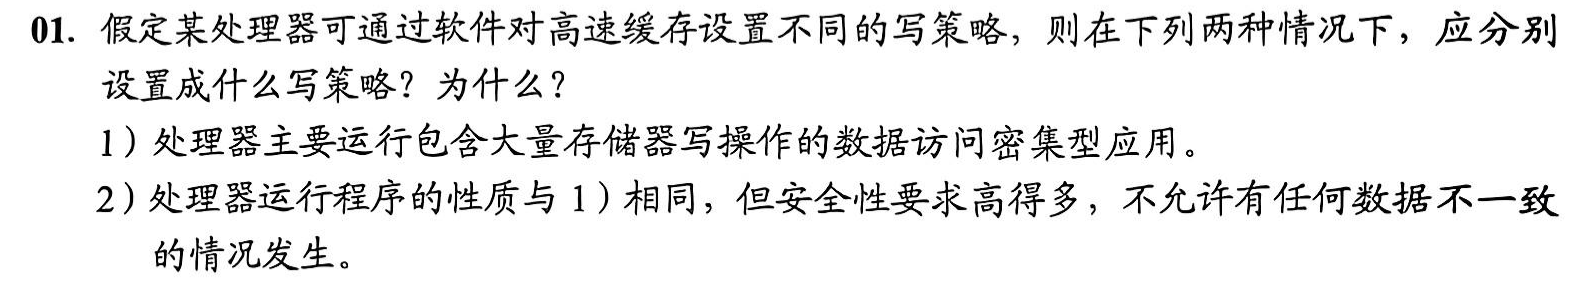 01. 假定某处理器可通过软件对高速缓存设置不同的写策略，则在下列两种情况下，应分别
设置成什么写策略？为什么？
1）处理器主要运行包含大量存储器写操作的数据访问密集型应用。
2）处理器运行程序的性质与 1）相同，但安全性要求高得多，不允许有任何数据不一致
的情况发生。